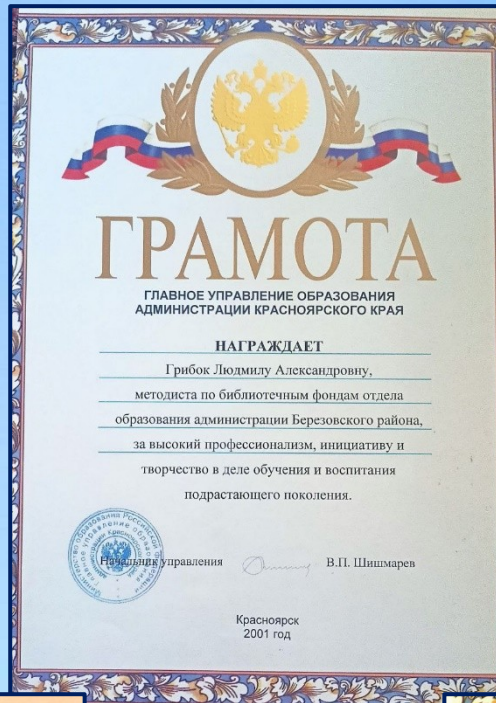 ГРАМОТА
ГЛАВНОЕ УПРАВЛЕНИЕ ОБРАЗОВАНИЯ
АДМИНИСТРАЦИИ КРАСНОЯРСКОГО КРАЯ
НАГРАЖДАЕТ
Грибок Людмилу Александровну,
методиста по библиотечным фондам отдела
образования администрации Березовского района,
за высокий профессионализм, инициативу и
творчество в деле обучения и воспитания
подрастающего поколения.
Начальник управления В.П. Шишмарев
Красноярск
2001 год